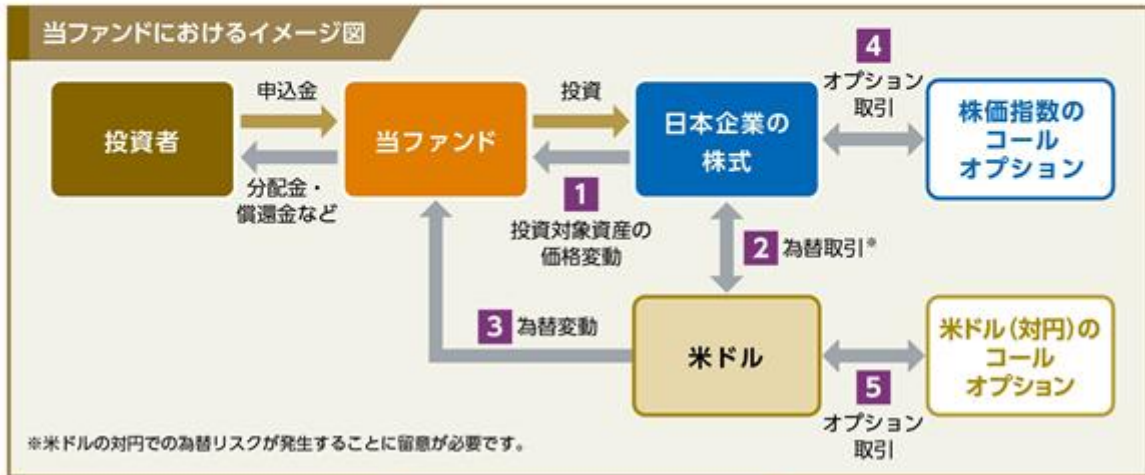 当ファンドにおけるイメージ図
投資者
申込金
分配金・
償還金など
当ファンド
投資
1
投資対象資産の
価格変動
日本企業の
株式
4
オプション
取引
株価指数の
コール
オプション
2 為替取引※
3 為替変動
米ドル
5
オプション
取引
米ドル(対円)の
コール
オプション
※米ドルの対円での為替リスクが発生することに留意が必要です。